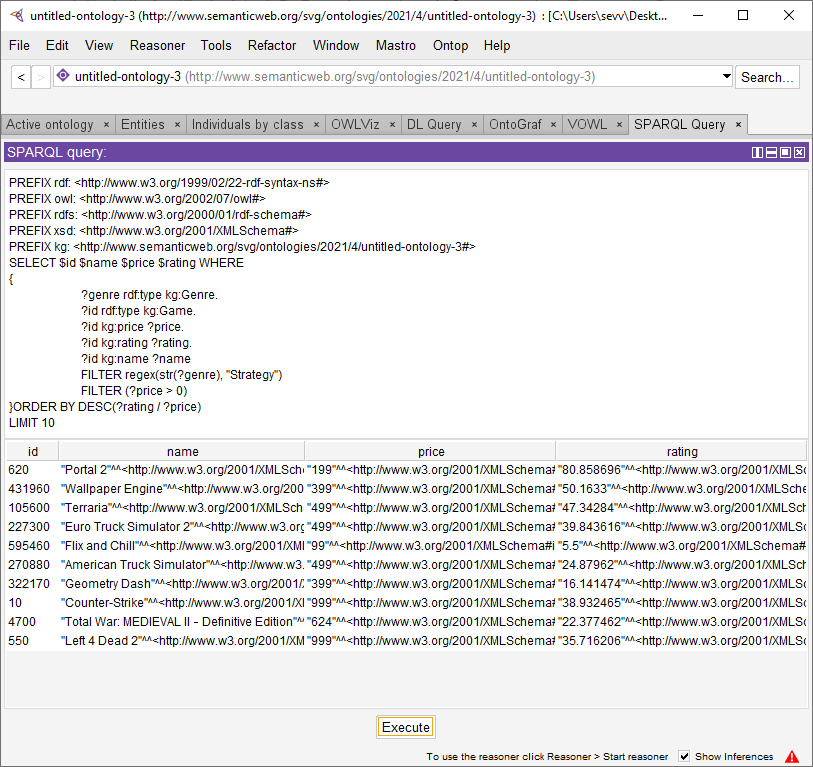 untitled-ontology-3 (http://www.semanticweb.org/svg/ontologies/2021/4/untitled-ontology-3)  : [C:\Users\sevv\Deskt...
File Edit View Reasoner Tools Refactor Window Mastro Ontop Help
< > untitled-ontology-3 (http://www.semanticweb.org/svg/ontologies/2021/4/untitled-ontology-3) Search...
Active ontology × Entities × Individuals by class × OWLViz × DL Query × OntoGraf × VOWL × SPARQL Query ×
SPARQL query:
PREFIX rdf: <http://www.w3.org/1999/02/22-rdf-syntax-ns#>
PREFIX owl: <http://www.w3.org/2002/07/owl#>
PREFIX rdfs: <http://www.w3.org/2000/01/rdf-schema#>
PREFIX xsd: <http://www.w3.org/2001/XMLSchema#>
PREFIX kg: <http://www.semanticweb.org/svg/ontologies/2021/4/untitled-ontology-3#>
SELECT $id $name $price $rating WHERE
{
?genre rdf:type kg:Genre.
?id rdf:type kg:Game.
?id kg:price ?price.
?id kg:rating ?rating.
?id kg:name ?name
FILTER regex(str(?genre), "Strategy")
FILTER (?price > 0)
}ORDER BY DESC(?rating / ?price)
LIMIT 10
id name price rating
620 "Portal 2"^^<http://www.w3.org/2001/XMLSche "199"^^<http://www.w3.org/2001/XMLSchema# "80.858696"^^<http://www.w3.org/2001/XMLSc
431960 "Wallpaper Engine"^^<http://www.w3.org/200 "399"^^<http://www.w3.org/2001/XMLSchema# "50.1633"^^<http://www.w3.org/2001/XMLSche
105600 "Terraria"^^<http://www.w3.org/2001/XMLSch "499"^^<http://www.w3.org/2001/XMLSchema# "47.34284"^^<http://www.w3.org/2001/XMLSch
227300 "Euro Truck Simulator 2"^^<http://www.w3.org "499"^^<http://www.w3.org/2001/XMLSchema# "39.843616"^^<http://www.w3.org/2001/XMLSc
595460 "Flix and Chill"^^<http://www.w3.org/2001/XMl "99"^^<http://www.w3.org/2001/XMLSchema#i "5.5"^^<http://www.w3.org/2001/XMLSchema#
270880 "American Truck Simulator"^^<http://www.w3. "499"^^<http://www.w3.org/2001/XMLSchema# "24.87962"^^<http://www.w3.org/2001/XMLSch
322170 "Geometry Dash"^^<http://www.w3.org/2001/ "399"^^<http://www.w3.org/2001/XMLSchema# "16.141474"^^<http://www.w3.org/2001/XMLSc
10 "Counter-Strike"^^<http://www.w3.org/2001/XI "999"^^<http://www.w3.org/2001/XMLSchema# "38.932465"^^<http://www.w3.org/2001/XMLSc
4700 "Total War: MEDIEVAL II – Definitive Edition"^^ "624"^^<http://www.w3.org/2001/XMLSchema# "22.377462"^^<http://www.w3.org/2001/XMLSc
550 "Left 4 Dead 2"^^<http://www.w3.org/2001/XM "999"^^<http://www.w3.org/2001/XMLSchema# "35.716206"^^<http://www.w3.org/2001/XMLSc
Execute
To use the reasoner click Reasoner > Start reasoner Show Inferences